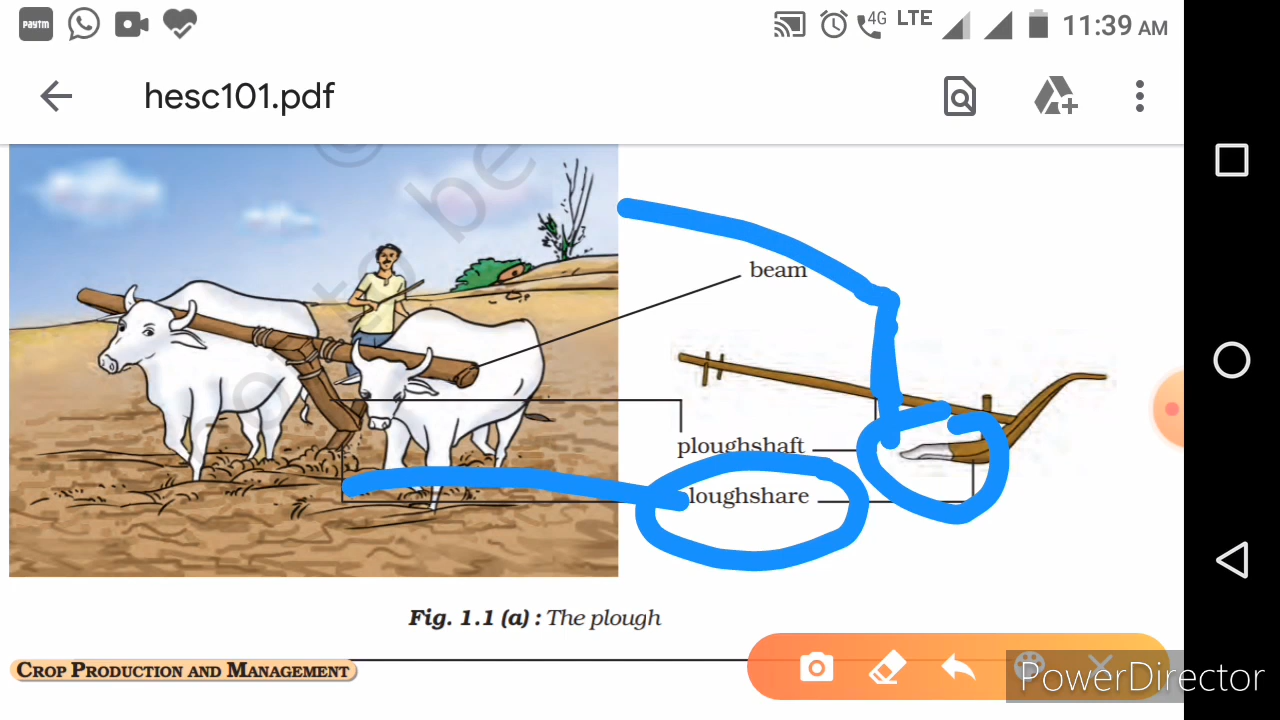 paytm
4G LTE 11:39 AM
hesc101.pdf
be
beam
ploughshaft
loughshare
Fig. 1.1 (a) : The plough
CROP PRODUCTION AND MANAGEMENT
PowerDirector